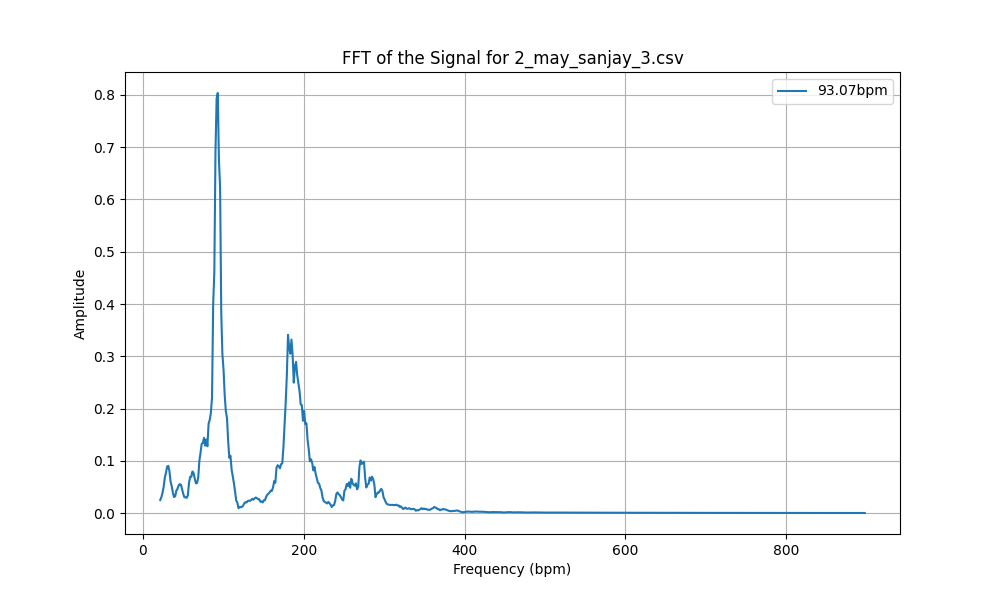 FFT of the Signal for 2_may_sanjay_3.csv
93.07bpm
0.8
0.7
0.6
0.5
0.4
0.3
0.2
0.1
0.0
Amplitude
0 200 400 600 800
Frequency (bpm)